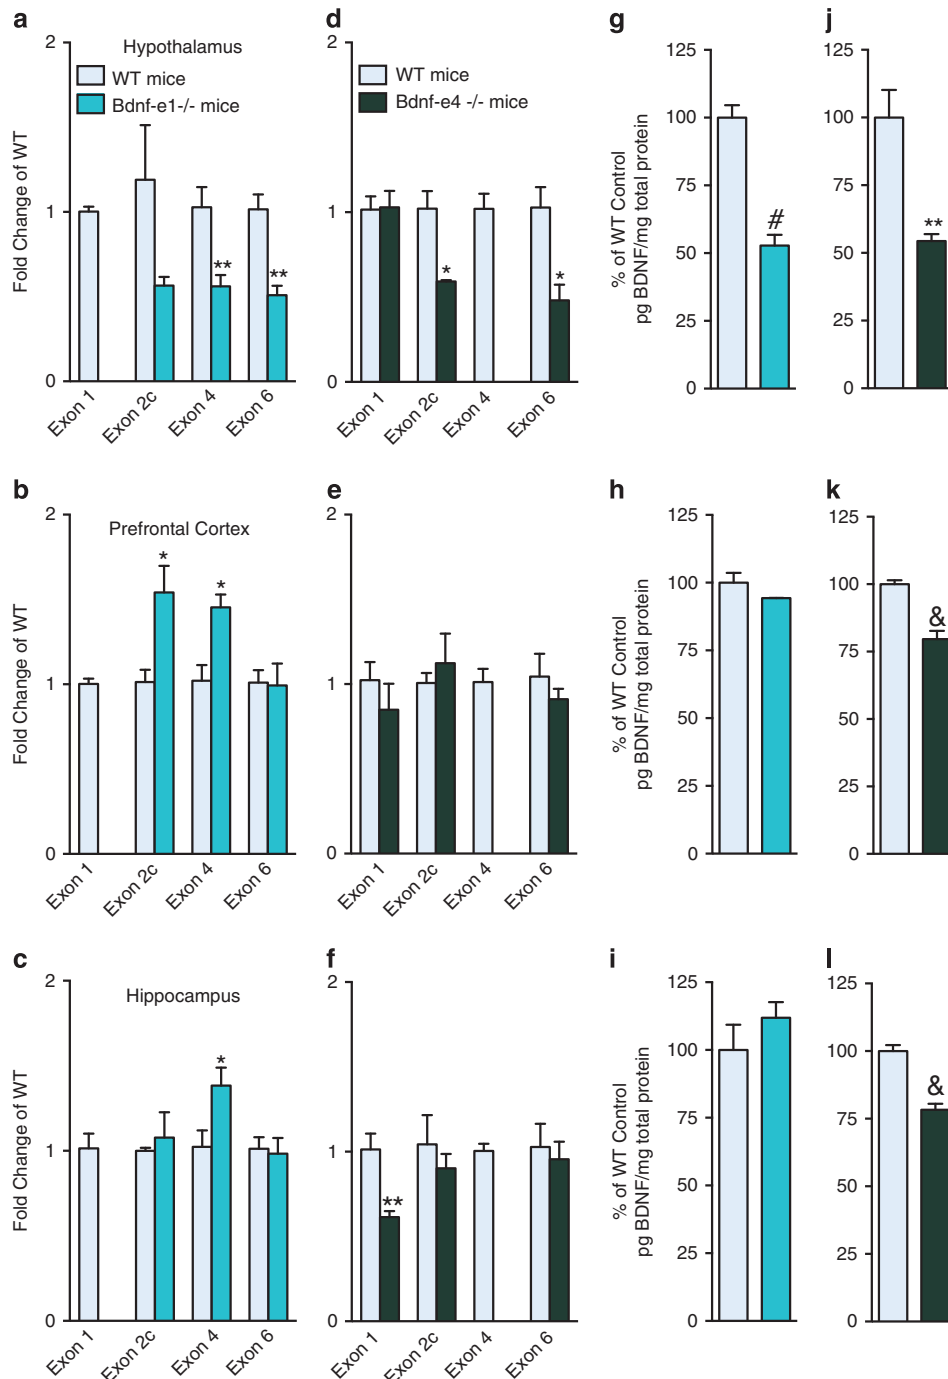 a
Hypothalamus
WT mice
Bdnf-e1-/- mice
Fold Change of WT
2
1
0
**
**
Exon 1
Exon 2c
Exon 4
Exon 6
d
WT mice
Bdnf-e4 -/- mice
2
1
0
*
*
Exon 1
Exon 2c
Exon 4
Exon 6
g
% of WT Control
pg BDNF/mg total protein
125
100
75
50
25
0
#
j
125
100
75
50
25
0
**
b
Prefrontal Cortex
Fold Change of WT
2
1
0
*
*
Exon 1
Exon 2c
Exon 4
Exon 6
e
2
1
0
Exon 1
Exon 2c
Exon 4
Exon 6
h
% of WT Control
pg BDNF/mg total protein
125
100
75
50
25
0
k
125
100
75
50
25
0
&
c
Hippocampus
Fold Change of WT
2
1
0
*
Exon 1
Exon 2c
Exon 4
Exon 6
f
2
1
0
**
Exon 1
Exon 2c
Exon 4
Exon 6
i
% of WT Control
pg BDNF/mg total protein
125
100
75
50
25
0
l
125
100
75
50
25
0
&